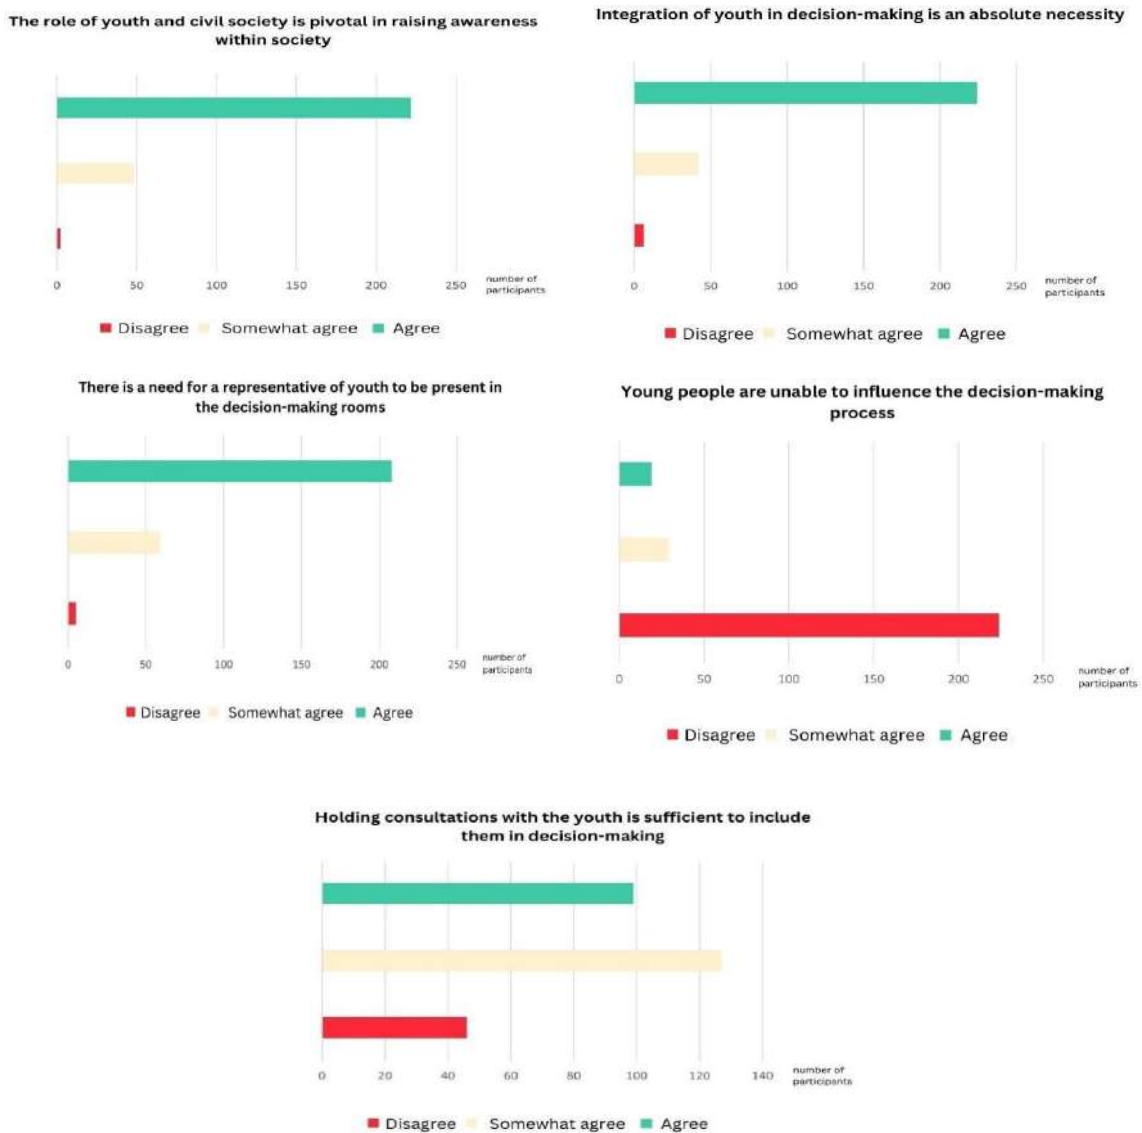 The role of youth and civil society is pivotal in raising awareness
within society
0 50 100 150 200 250 number of
participants
Disagree Somewhat agree Agree
Integration of youth in decision-making is an absolute necessity
0 50 100 150 200 250 number of
participants
Disagree Somewhat agree Agree
There is a need for a representative of youth to be present in
the decision-making rooms
0 50 100 150 200 250 number of
participants
Disagree Somewhat agree Agree
Young people are unable to influence the decision-making
process
0 50 100 150 200 250 number of
participants
Disagree Somewhat agree Agree
Holding consultations with the youth is sufficient to include
them in decision-making
0 20 40 60 80 100 120 140 number of
participants
Disagree Somewhat agree Agree